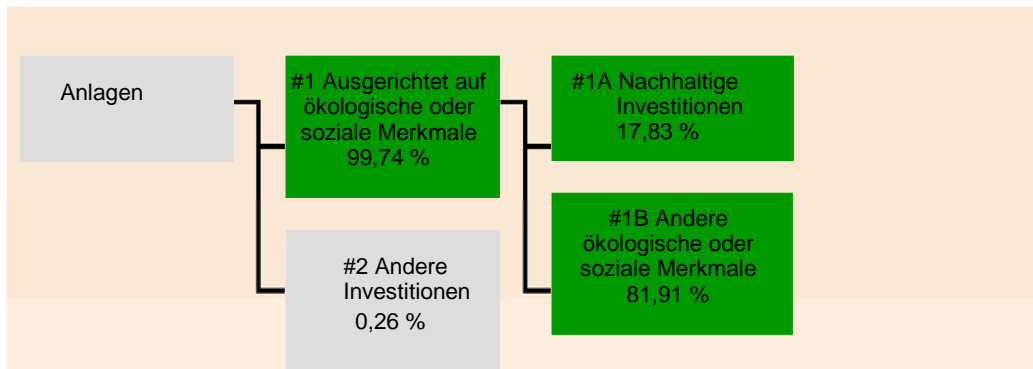 Anlagen
#1 Ausgerichtet auf
ökologische oder
soziale Merkmale
99,74 %
#2 Andere
Investitionen
0,26 %
#1A Nachhaltige
Investitionen
17,83 %
#1B Andere
ökologische oder
soziale Merkmale
81,91 %